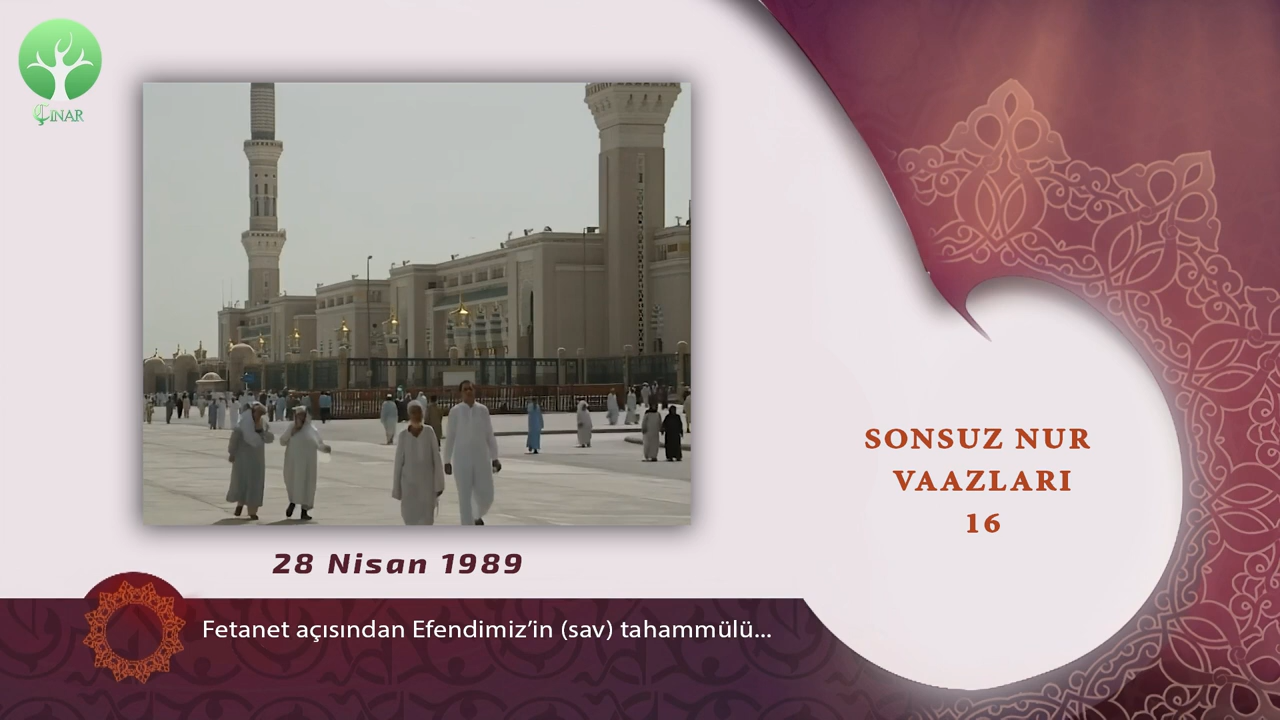 ÇINAR
28 Nisan 1989
Fetanet açısından Efendimiz’in (sav) tahammülü...
SONSUZ NUR
VAAZLARI
16